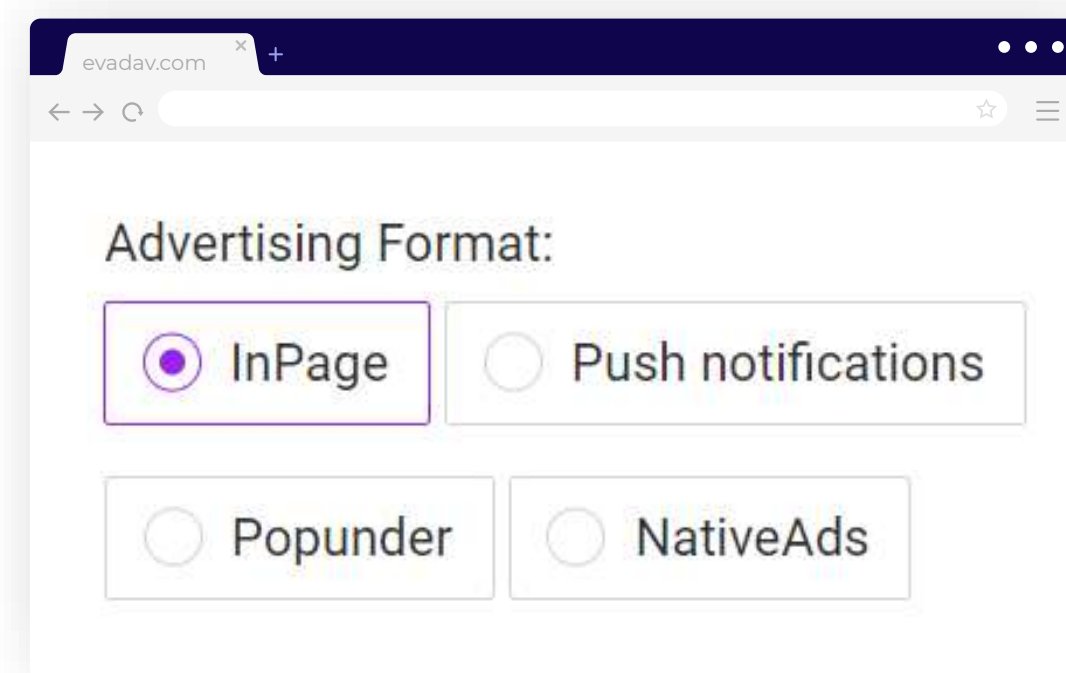 evadav.com
Advertising Format:
InPage
Push notifications
Popunder
NativeAds